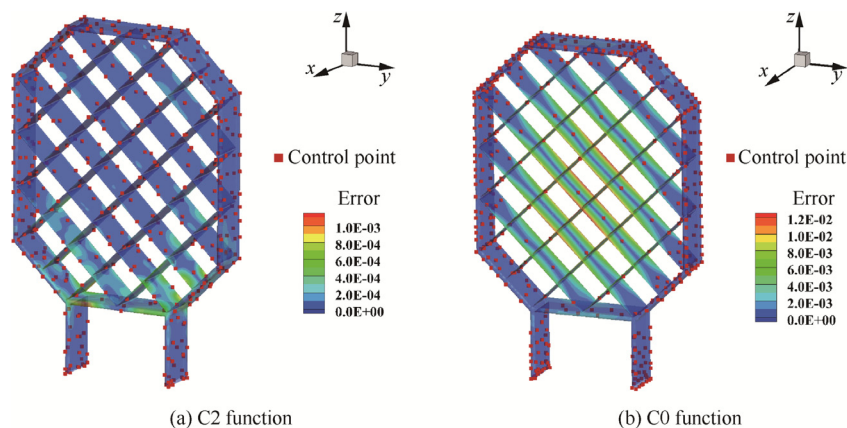 z
x
y
Control point
Error
1.0E-03
8.0E-04
6.0E-04
4.0E-04
2.0E-04
0.0E+00
(a) C2 function
z
x
y
Control point
Error
1.2E-02
1.0E-02
8.0E-03
6.0E-03
4.0E-03
2.0E-03
0.0E+00
(b) C0 function